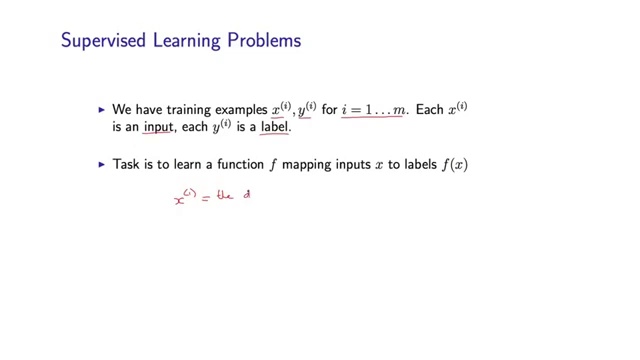 Supervised Learning Problems
▶ We have training examples x^(i), y^(i) for i = 1 . . . m. Each x^(i)
is an input, each y^(i) is a label.
▶ Task is to learn a function f mapping inputs x to labels f(x)
x^(i) = the d